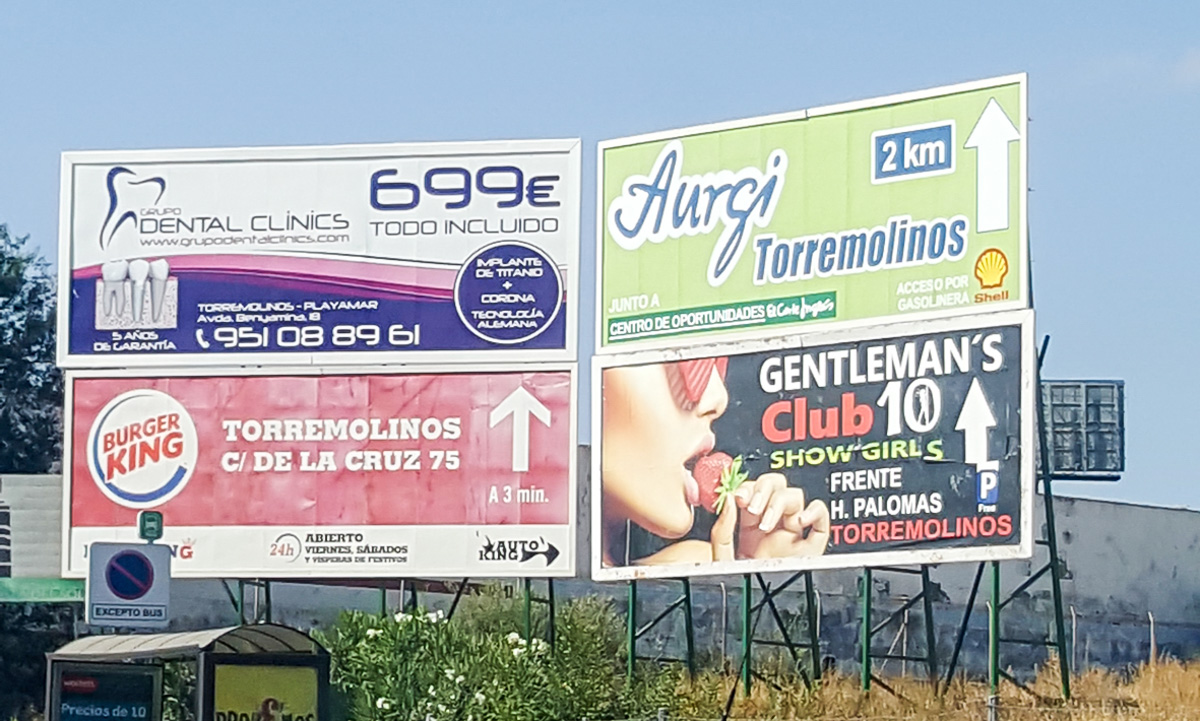 GRUPO
DENTAL CLÍNICS
www.grupodentalclinics.com
699€
TODO INCLUIDO
IMPLANTE
DE TITANIO
+
CORONA
TECNOLOGÍA
ALEMANA
5 AÑOS
DE GARANTÍA
TORREMOLINOS - PLAYAMAR
Avda. Benyamina, 18
951 08 89 61
Aurgi
2 km
Torremolinos
JUNTO A
CENTRO DE OPORTUNIDADES El Corte Inglés
ACCESO POR
GASOLINERA
Shell
BURGER
KING
TORREMOLINOS
C/ DE LA CRUZ 75
A 3 min.
24h
ABIERTO
VIERNES, SÁBADOS
Y VÍSPERAS DE FESTIVOS
AUTO
KING
GENTLEMAN´S
Club 10
SHOW GIRLS
FRENTE
H. PALOMAS
TORREMOLINOS
P
Free
EXCEPTO BUS
Precios de 10